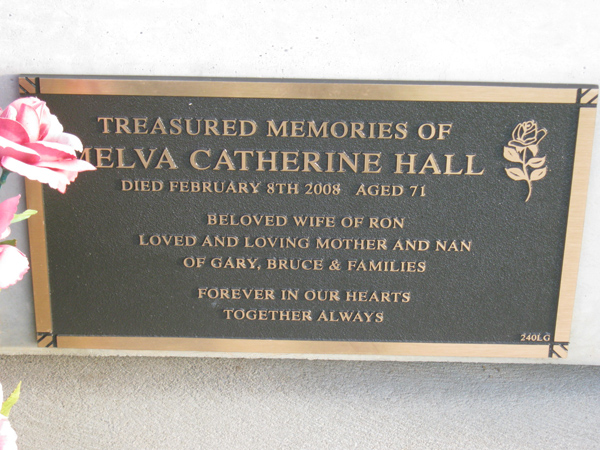 TREASURED MEMORIES OF
MELVA CATHERINE HALL
DIED FEBRUARY 8TH 2008 AGED 71
BELOVED WIFE OF RON
LOVED AND LOVING MOTHER AND NAN
OF GARY, BRUCE & FAMILIES
FOREVER IN OUR HEARTS
TOGETHER ALWAYS
240LG